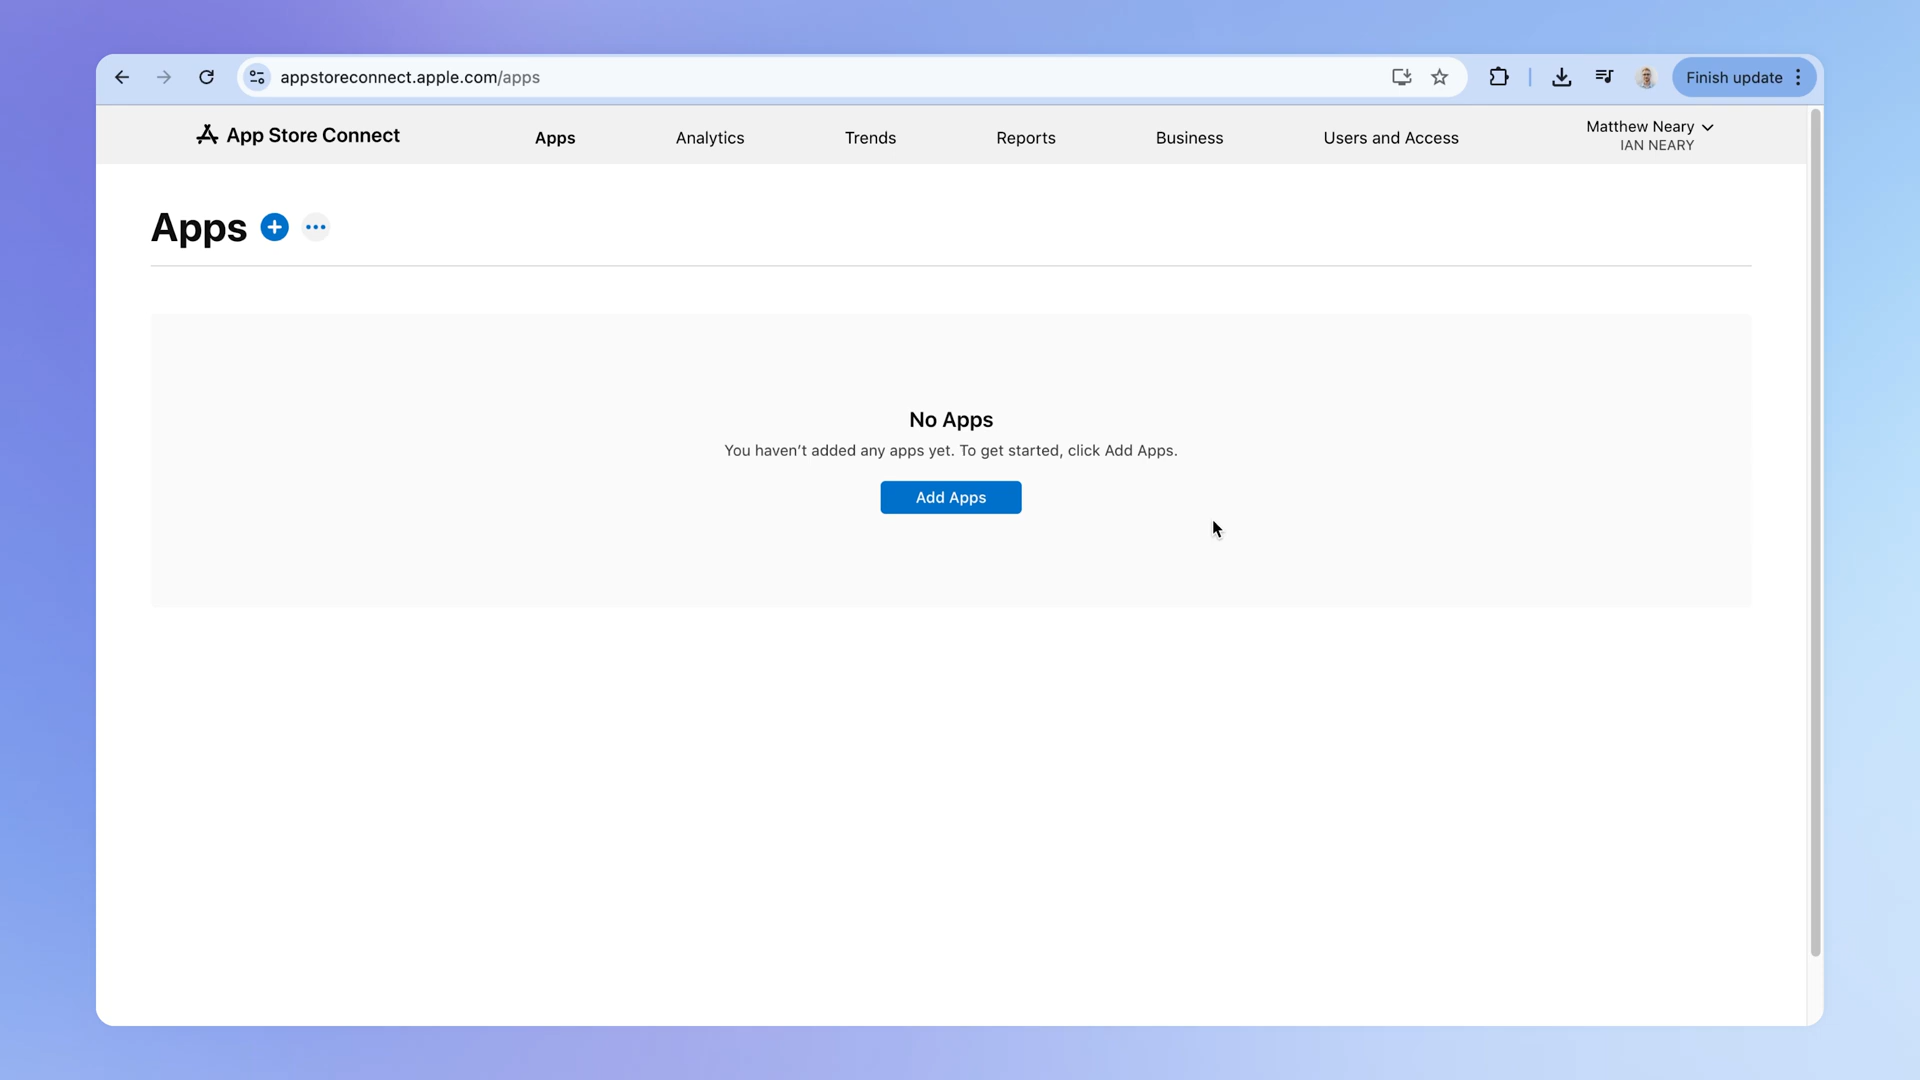 appstoreconnect.apple.com/apps
Finish update
App Store Connect
Apps
Analytics
Trends
Reports
Business
Users and Access
Matthew Neary
IAN NEARY
Apps
No Apps
You haven’t added any apps yet. To get started, click Add Apps.
Add Apps